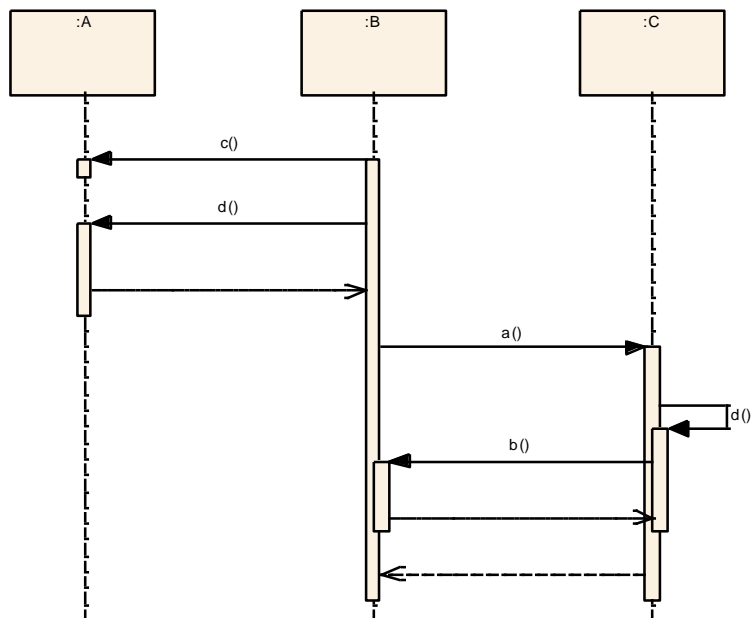 :A
:B
:C
c()
d()
a()
d()
b()